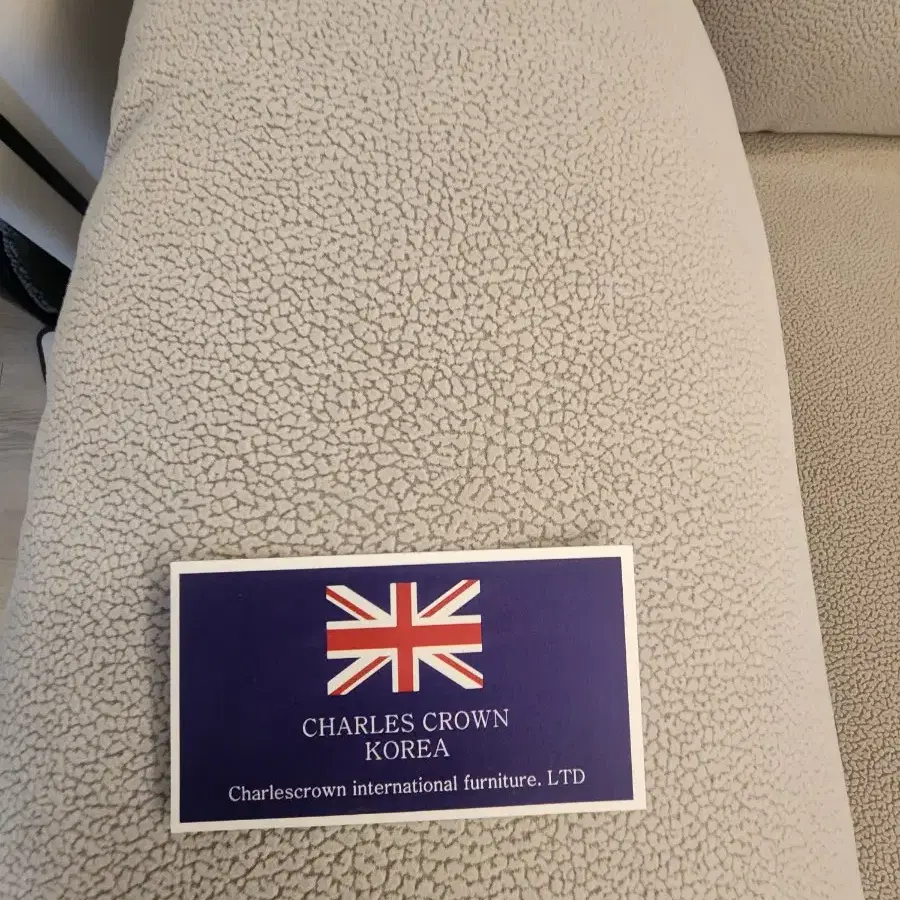 CHARLES CROWN
KOREA
Charlescrown international furniture. LTD